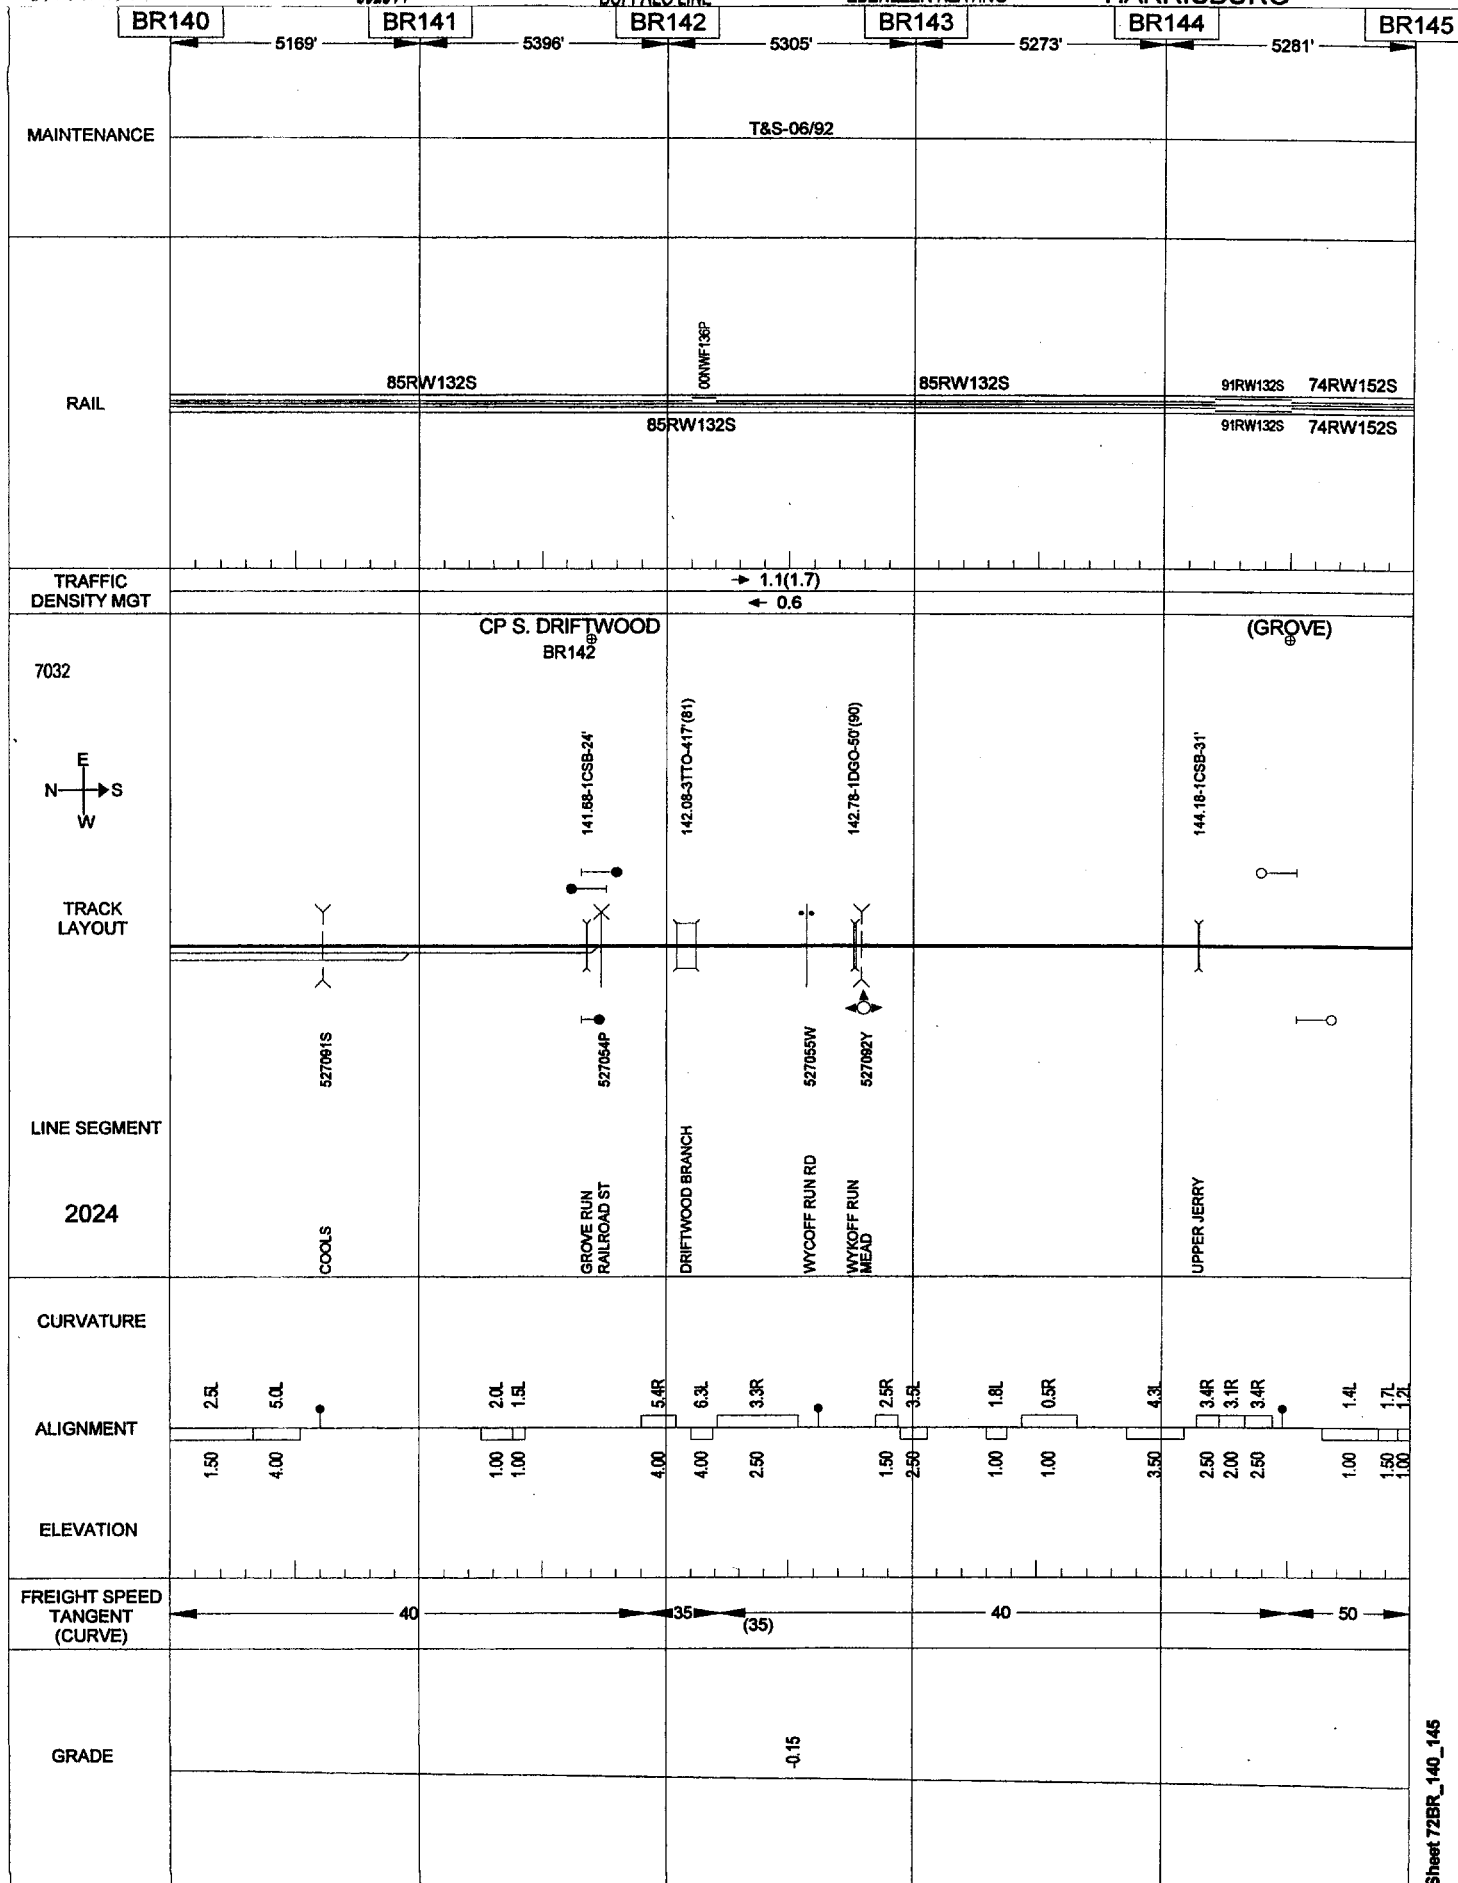 HARRISBURG
BR140
BR141
BR142
BR143
BR144
BR145
5169'
5396'
5305'
5273'
5281'
MAINTENANCE
T&S-06/92
RAIL
85RW132S
00NWF136P
85RW132S
91RW132S
74RW152S
85RW132S
91RW132S
74RW152S
TRAFFIC
DENSITY MGT
1.1(1.7)
0.6
CP S. DRIFTWOOD
BR142
(GROVE)
7032
E
N
S
W
141.68-1CSB-24'
142.08-3TTO-417'(81)
142.78-1DGO-50'(90)
144.18-1CSB-31'
TRACK
LAYOUT
527091S
527054P
527055W
527092Y
LINE SEGMENT
2024
COOLS
GROVE RUN
RAILROAD ST
DRIFTWOOD BRANCH
WYCOFF RUN RD
WYKOFF RUN
MEAD
UPPER JERRY
CURVATURE
2.5L
5.0L
2.0L
1.5L
5.4R
6.3L
3.3R
2.5R
3.5L
1.8L
0.5R
4.3L
3.4R
3.1R
3.4R
1.4L
1.7L
1.2L
ALIGNMENT
1.50
4.00
1.00
1.00
4.00
4.00
2.50
1.50
2.50
1.00
1.00
3.50
2.50
2.00
2.50
1.00
1.50
1.00
ELEVATION
FREIGHT SPEED
TANGENT
(CURVE)
40
35
(35)
40
50
GRADE
-0.15
Sheet 72BR_140_145